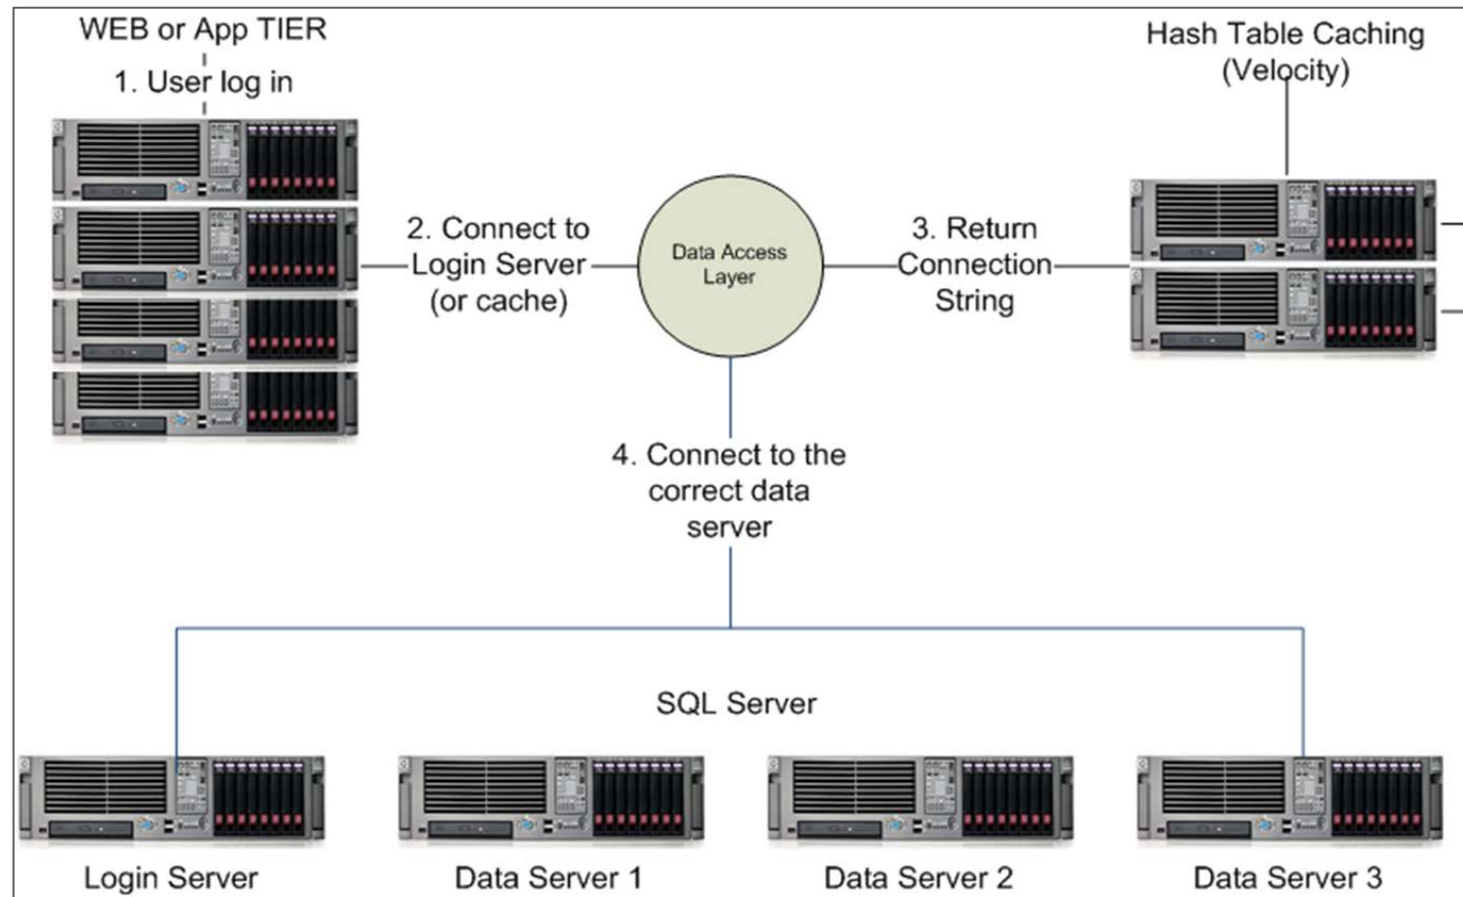 WEB or App TIER
1. User log in
Hash Table Caching
(Velocity)
2. Connect to
Login Server
(or cache)
Data Access
Layer
3. Return
Connection
String
4. Connect to the
correct data
server
SQL Server
Login Server
Data Server 1
Data Server 2
Data Server 3